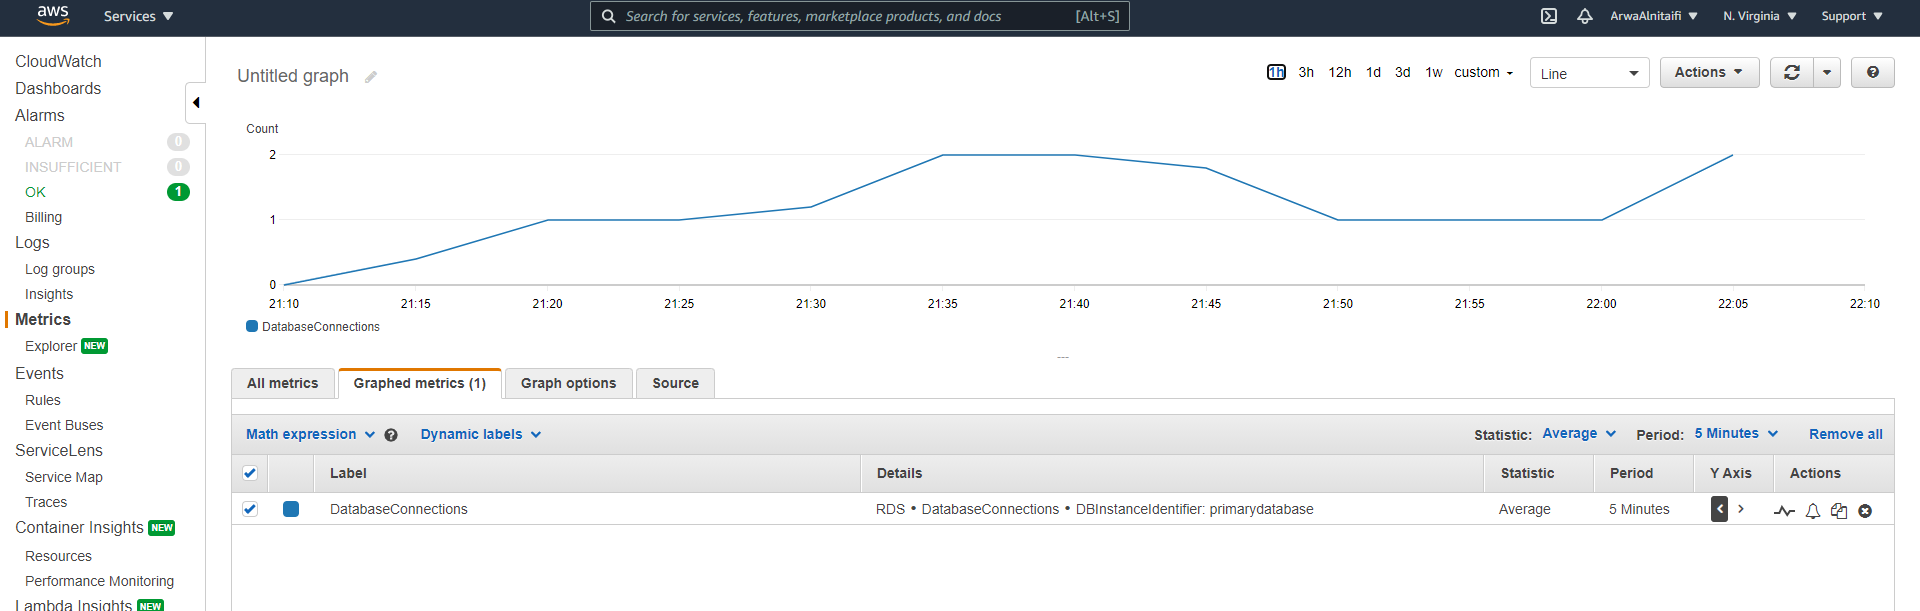 aws Services Search for services, features, marketplace products, and docs [Alt+S] ArwaAlnitaifi N. Virginia Support
CloudWatch
Dashboards
Alarms
ALARM 0
INSUFFICIENT 0
OK 1
Billing
Logs
Log groups
Insights
Metrics
Explorer NEW
Events
Rules
Event Buses
ServiceLens
Service Map
Traces
Container Insights NEW
Resources
Performance Monitoring
Lambda Insights NEW
Untitled graph 1h 3h 12h 1d 3d 1w custom Line Actions ?
Count
2
1
0
21:10 21:15 21:20 21:25 21:30 21:35 21:40 21:45 21:50 21:55 22:00 22:05 22:10
DatabaseConnections
All metrics Graphed metrics (1) Graph options Source
Math expression ? Dynamic labels Statistic: Average Period: 5 Minutes Remove all
Label Details Statistic Period Y Axis Actions
DatabaseConnections RDS • DatabaseConnections • DBInstanceIdentifier: primarydatabase Average 5 Minutes < >